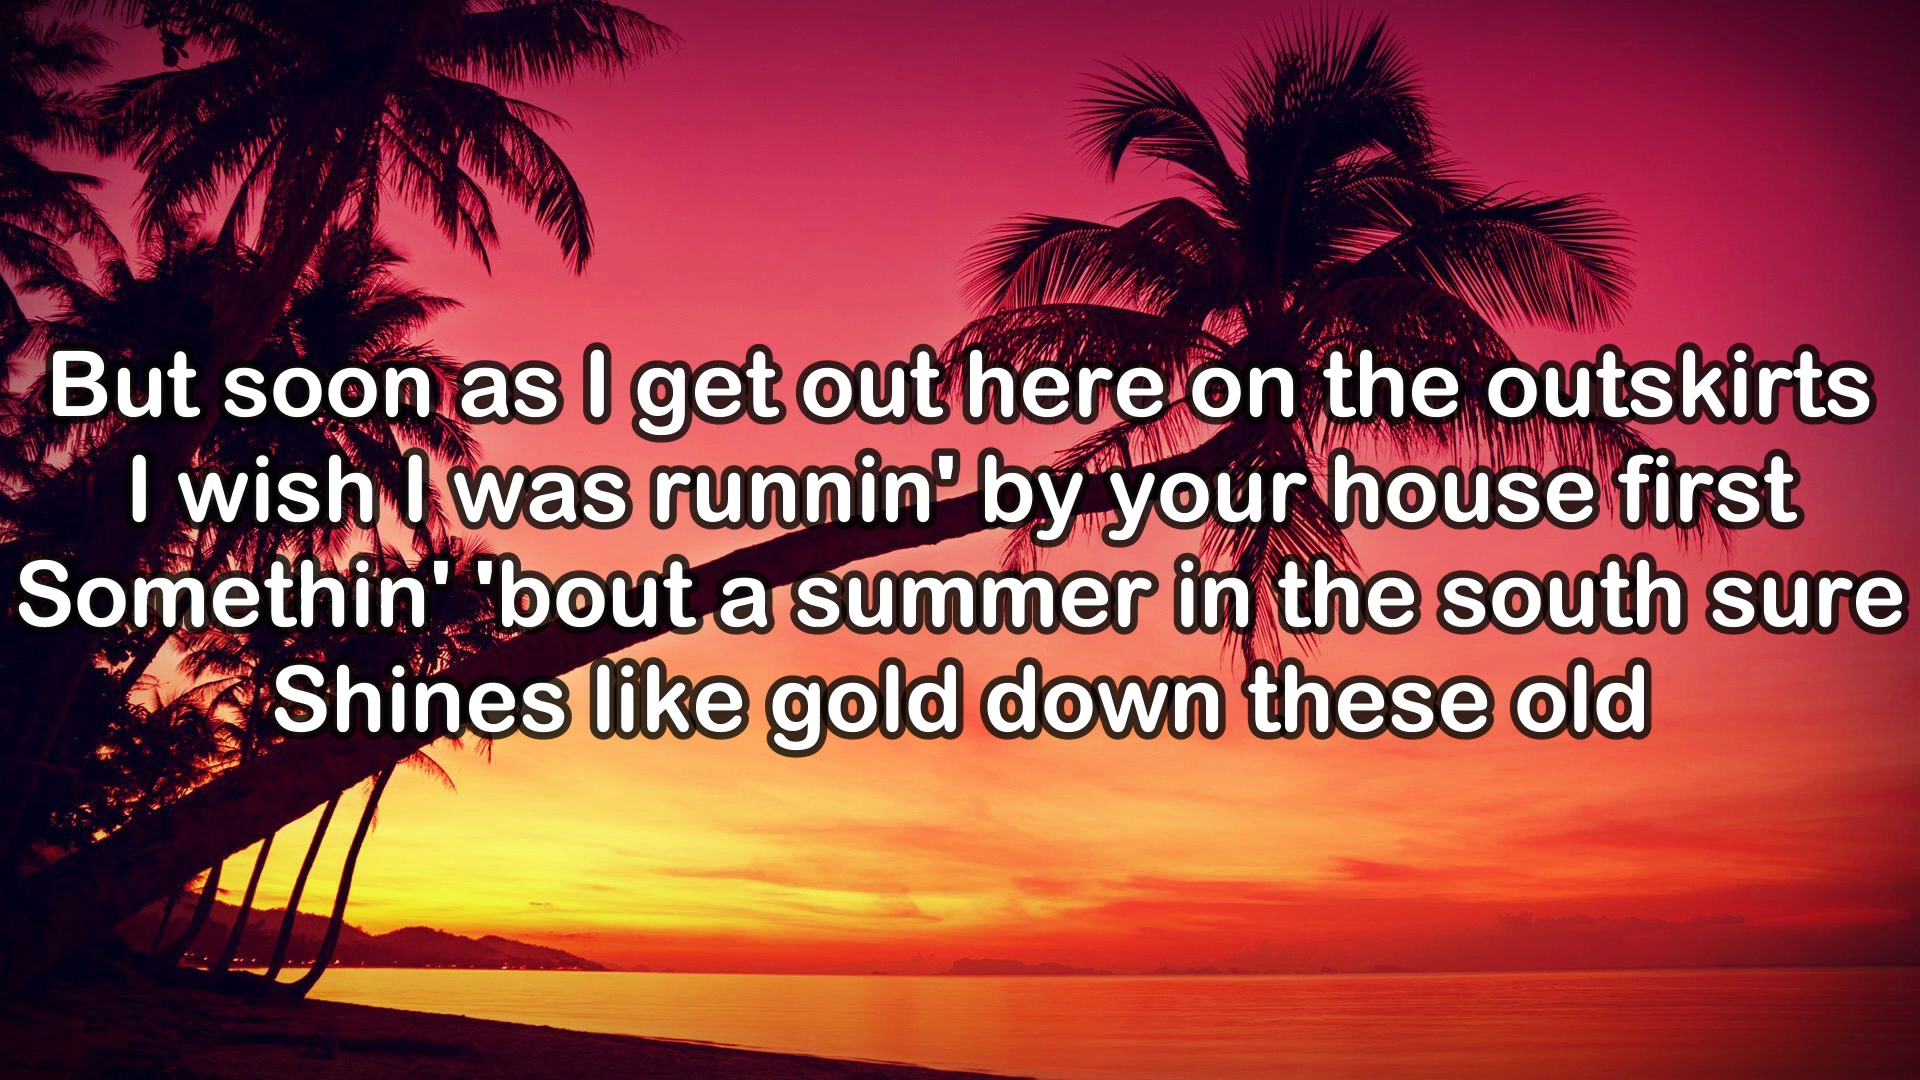 But soon as I get out here on the outskirts
I wish I was runnin' by your house first
Somethin' 'bout a summer in the south sure
Shines like gold down these old